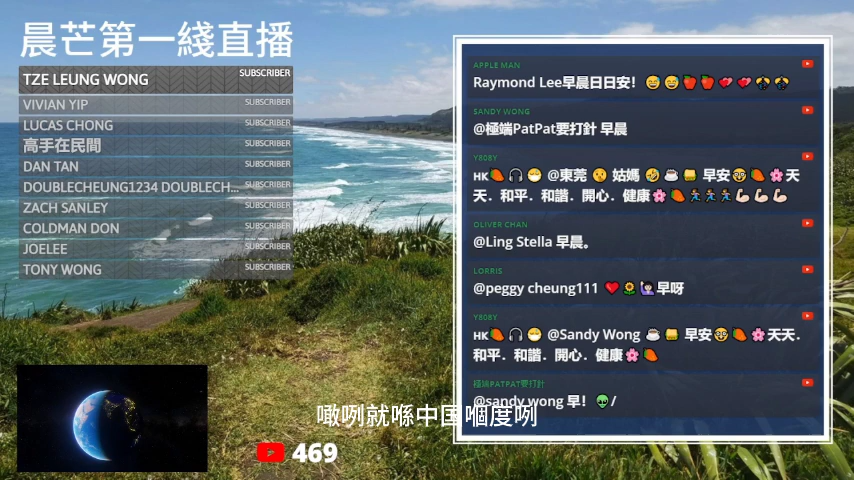 晨芒第一綫直播
TZE LEUNG WONG SUBSCRIBER
VIVIAN YIP SUBSCRIBER
LUCAS CHONG SUBSCRIBER
高手在民間 SUBSCRIBER
DAN TAN SUBSCRIBER
DOUBLECHEUNG1234 DOUBLECH... SUBSCRIBER
ZACH SANLEY SUBSCRIBER
COLDMAN DON SUBSCRIBER
JOELEE SUBSCRIBER
TONY WONG SUBSCRIBER
APPLE MAN
Raymond Lee早晨日日安! 😅😅🍎🍎💕💕
SANDY WONG
@極端PatPat要打針 早晨
Y808Y
HK🥭🎧😷 @東莞 😗 姑媽 🤣☕ 早安🤓🥭🌸天
天. 和平. 和諧. 開心. 健康🌸🥭🏃🏃🏃💪🏻💪🏻💪🏻
OLIVER CHAN
@Ling Stella 早晨。
LORRIS
@peggy cheung111 ❤️🌻🙋🏻‍♀️早呀
Y808Y
HK🥭🎧😷 @Sandy Wong ☕ 早安🤓🥭🌸天天.
和平. 和諧. 開心. 健康🌸🥭
極端PATPAT要打針
@sandy wong 早! 👽/
噉咧就喺中国嗰度咧
469